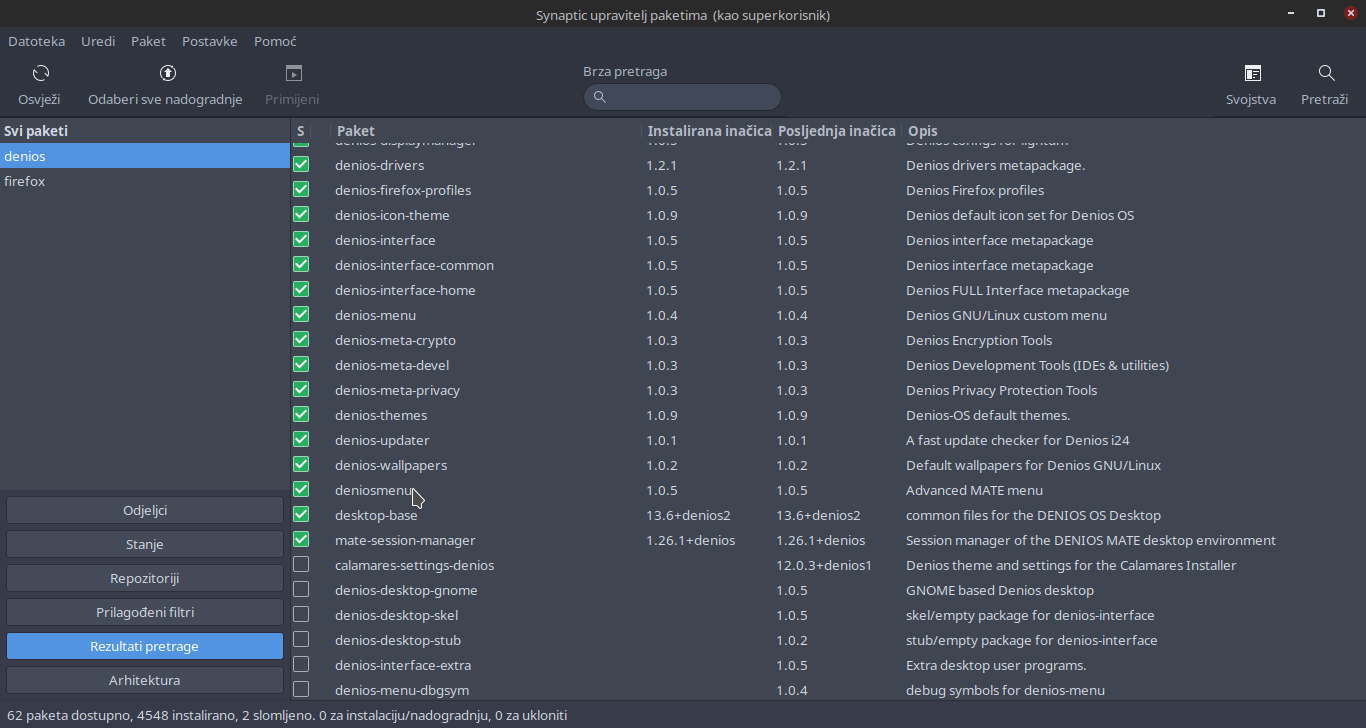 Synaptic upravitelj paketima  (kao superkorisnik)
Datoteka Uredi Paket Postavke Pomoć
Brza pretraga
Osvježi Odaberi sve nadogradnje Primijeni Svojstva Pretraži
Svi paketi
denios
firefox
S Paket Instalirana inačica Posljednja inačica Opis
denios-displaymanager 1.0.5 1.0.5 Denios configs for lightdm
denios-drivers 1.2.1 1.2.1 Denios drivers metapackage.
denios-firefox-profiles 1.0.5 1.0.5 Denios Firefox profiles
denios-icon-theme 1.0.9 1.0.9 Denios default icon set for Denios OS
denios-interface 1.0.5 1.0.5 Denios interface metapackage
denios-interface-common 1.0.5 1.0.5 Denios interface metapackage
denios-interface-home 1.0.5 1.0.5 Denios FULL Interface metapackage
denios-menu 1.0.4 1.0.4 Denios GNU/Linux custom menu
denios-meta-crypto 1.0.3 1.0.3 Denios Encryption Tools
denios-meta-devel 1.0.3 1.0.3 Denios Development Tools (IDEs & utilities)
denios-meta-privacy 1.0.3 1.0.3 Denios Privacy Protection Tools
denios-themes 1.0.9 1.0.9 Denios-OS default themes.
denios-updater 1.0.1 1.0.1 A fast update checker for Denios i24
denios-wallpapers 1.0.2 1.0.2 Default wallpapers for Denios GNU/Linux
deniosmenu 1.0.5 1.0.5 Advanced MATE menu
desktop-base 13.6+denios2 13.6+denios2 common files for the DENIOS OS Desktop
mate-session-manager 1.26.1+denios 1.26.1+denios Session manager of the DENIOS MATE desktop environment
calamares-settings-denios 12.0.3+denios1 Denios theme and settings for the Calamares Installer
denios-desktop-gnome 1.0.5 GNOME based Denios desktop
denios-desktop-skel 1.0.5 skel/empty package for denios-interface
denios-desktop-stub 1.0.2 stub/empty package for denios-interface
denios-interface-extra 1.0.5 Extra desktop user programs.
denios-menu-dbgsym 1.0.4 debug symbols for denios-menu
Odjeljci
Stanje
Repozitoriji
Prilagođeni filtri
Rezultati pretrage
Arhitektura
62 paketa dostupno, 4548 instalirano, 2 slomljeno. 0 za instalaciju/nadogradnju, 0 za ukloniti